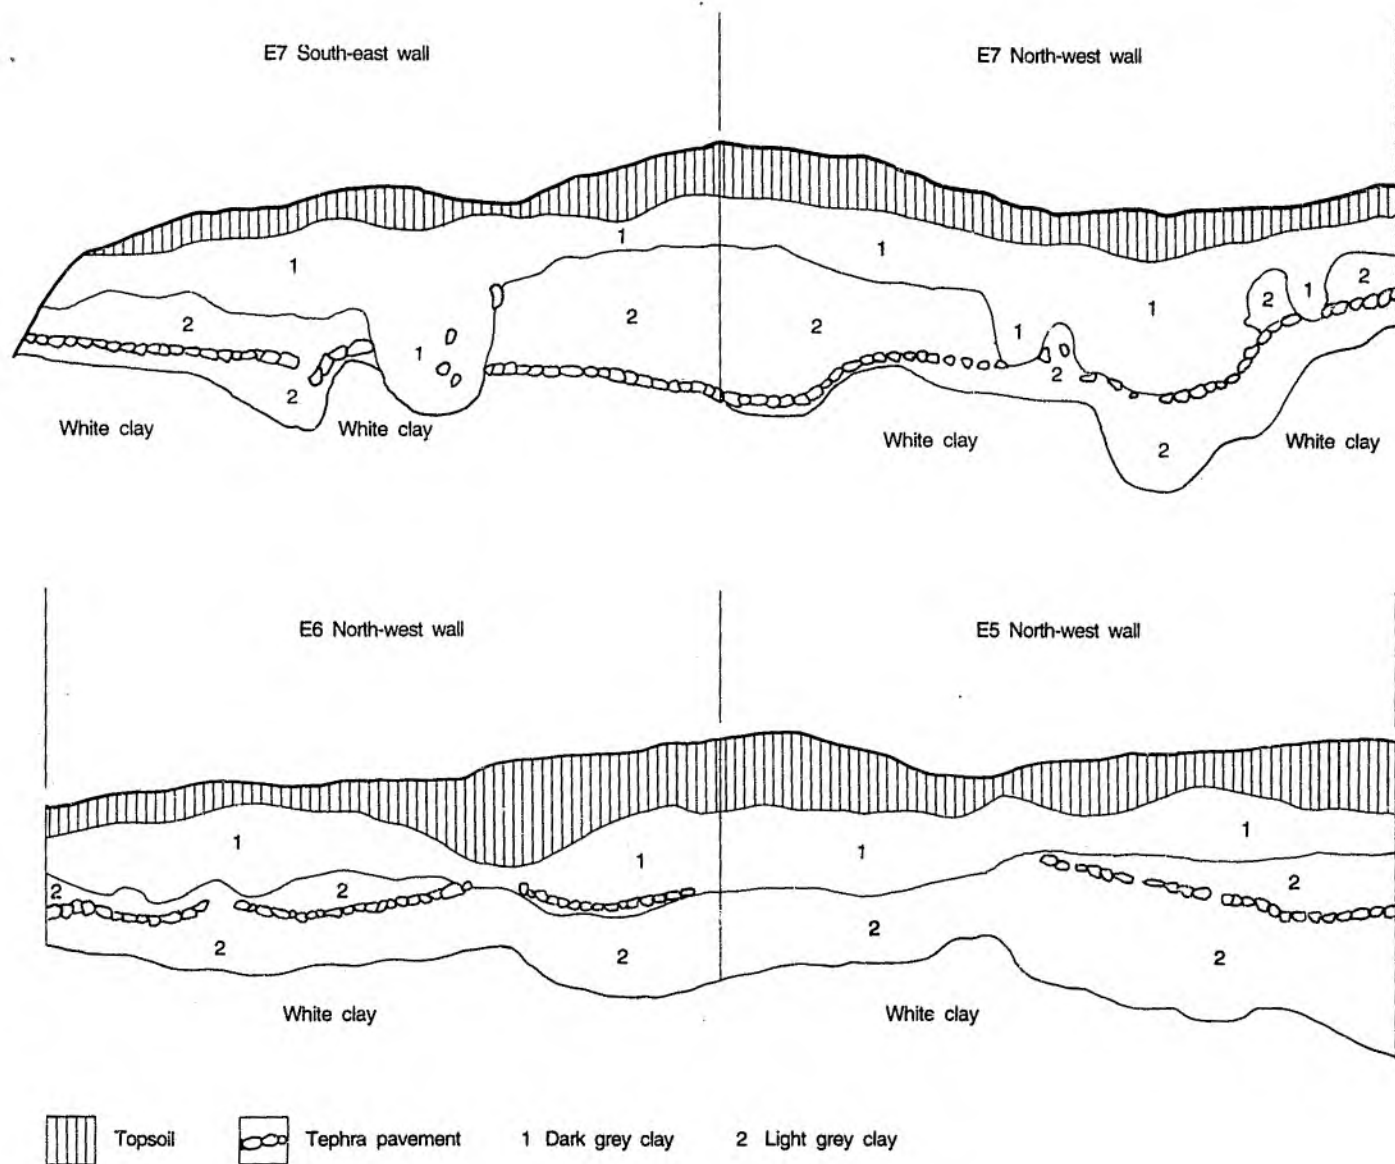 E7 South-east wall
E7 North-west wall
1
1
1
2
2
2
1
1
2
2
1
2
1
2
2
White clay
White clay
White clay
2
White clay
E6 North-west wall
E5 North-west wall
1
1
1
1
2
2
2
2
2
2
2
White clay
White clay
Topsoil
Tephra pavement
1 Dark grey clay
2 Light grey clay